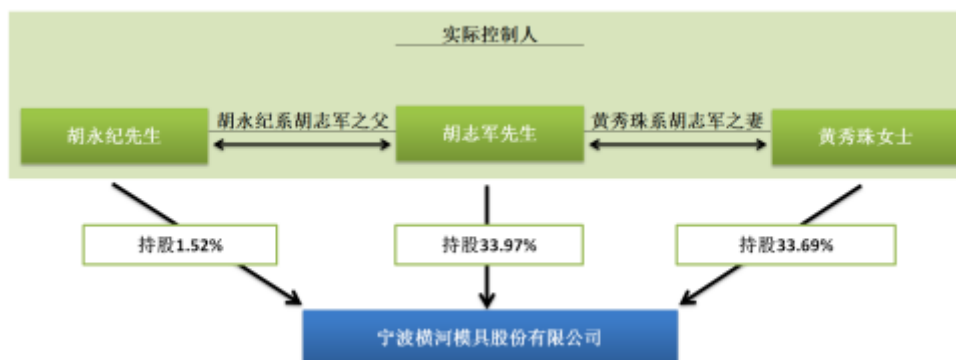 实际控制人
胡永纪先生
胡永纪系胡志军之父
胡志军先生
黄秀珠系胡志军之妻
黄秀珠女士
持股1.52%
持股33.97%
持股33.69%
宁波横河模具股份有限公司